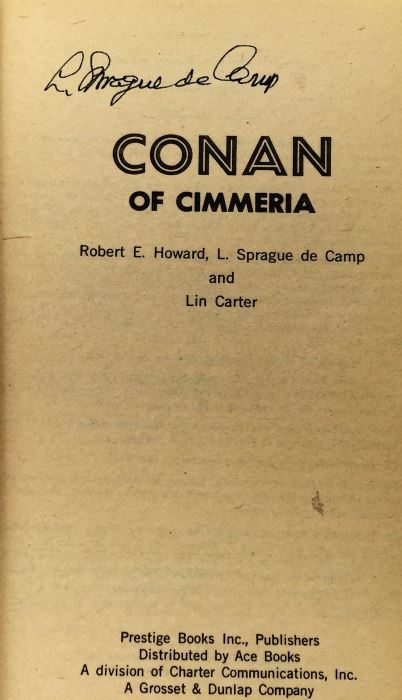 L. Sprague de Camp
CONAN
OF CIMMERIA
Robert E. Howard, L. Sprague de Camp
and
Lin Carter
Prestige Books Inc., Publishers
Distributed by Ace Books
A division of Charter Communications, Inc.
A Grosset & Dunlap Company